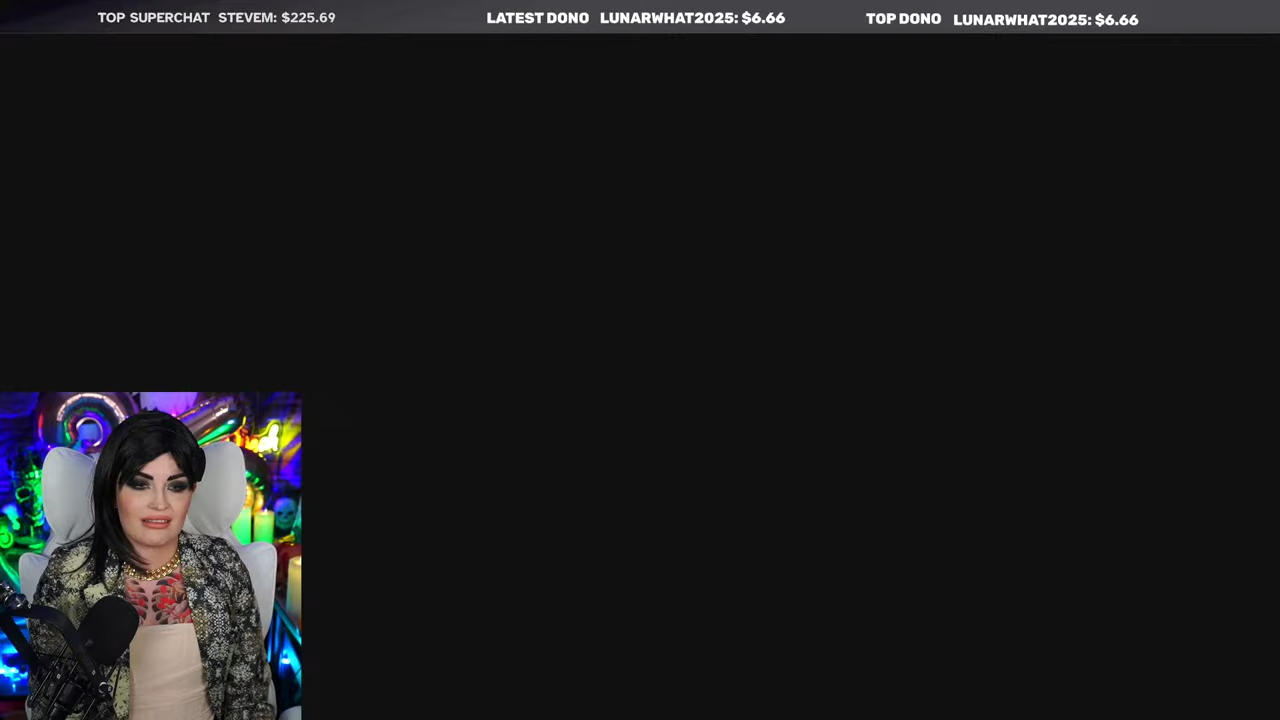 TOP SUPERCHAT STEVEM: $225.69
LATEST DONO LUNARWHAT2025: $6.66
TOP DONO LUNARWHAT2025: $6.66